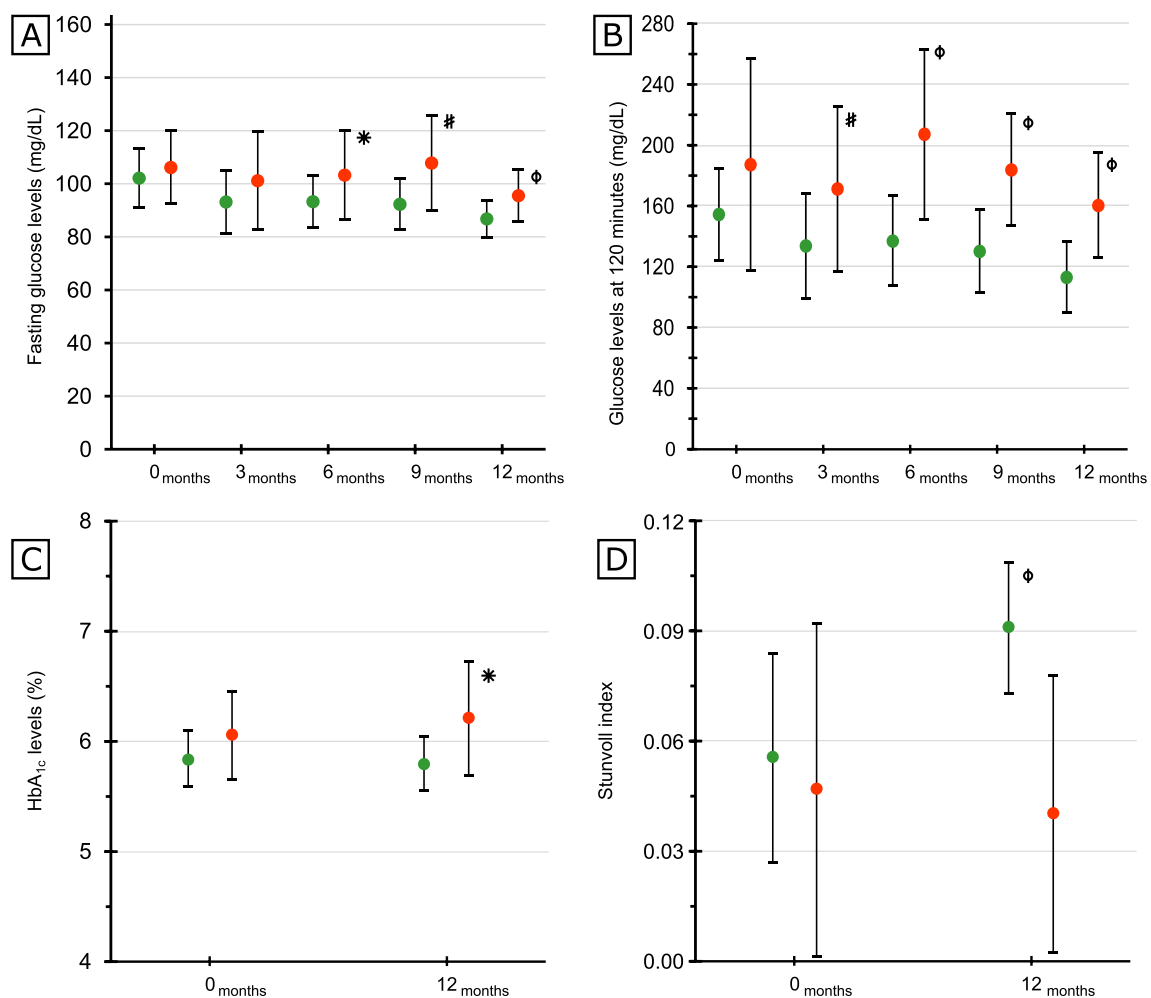 A
Fasting glucose levels (mg/dL)
160
140
120
100
80
60
40
20
0
*
#
ϕ
0 months 3 months 6 months 9 months 12 months
B
Glucose levels at 120 minutes (mg/dL)
280
240
200
160
120
80
40
0
#
ϕ
ϕ
ϕ
0 months 3 months 6 months 9 months 12 months
C
HbA1c levels (%)
8
7
6
5
4
*
0 months 12 months
D
Stunvoll index
0.12
0.09
0.06
0.03
0.00
ϕ
0 months 12 months